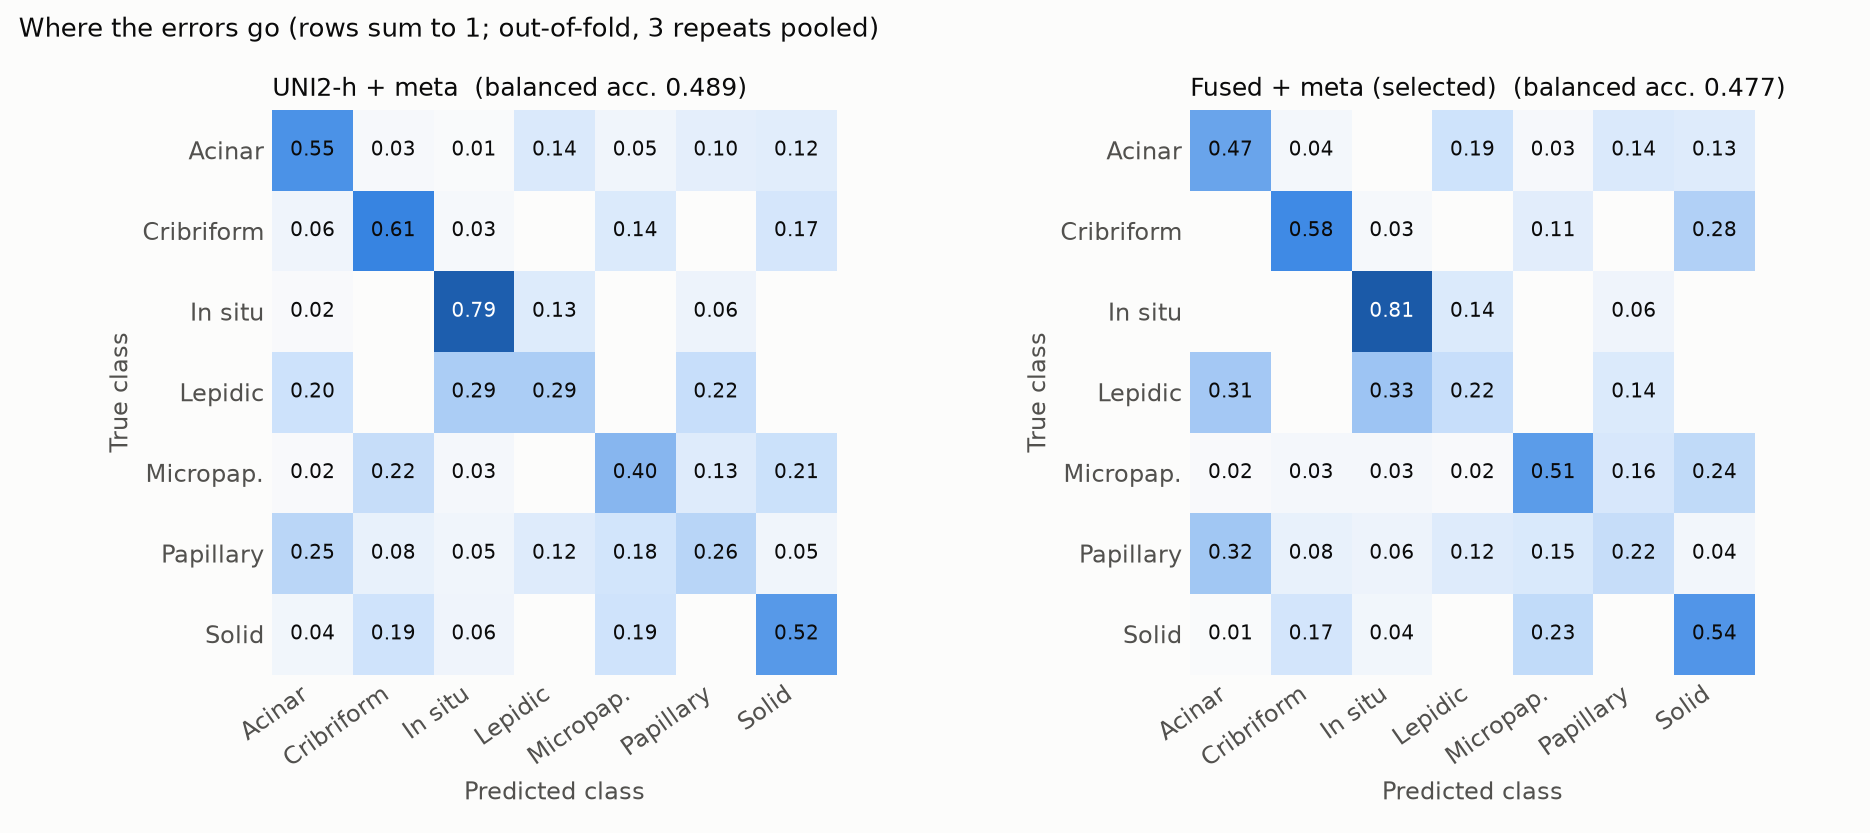 Where the errors go (rows sum to 1; out-of-fold, 3 repeats pooled)
UNI2-h + meta  (balanced acc. 0.489)
True class
Acinar 0.55 0.03 0.01 0.14 0.05 0.10 0.12
Cribriform 0.06 0.61 0.03 0.14 0.17
In situ 0.02 0.79 0.13 0.06
Lepidic 0.20 0.29 0.29 0.22
Micropap. 0.02 0.22 0.03 0.40 0.13 0.21
Papillary 0.25 0.08 0.05 0.12 0.18 0.26 0.05
Solid 0.04 0.19 0.06 0.19 0.52
Acinar Cribriform In situ Lepidic Micropap. Papillary Solid
Predicted class
Fused + meta (selected)  (balanced acc. 0.477)
True class
Acinar 0.47 0.04 0.19 0.03 0.14 0.13
Cribriform 0.58 0.03 0.11 0.28
In situ 0.81 0.14 0.06
Lepidic 0.31 0.33 0.22 0.14
Micropap. 0.02 0.03 0.03 0.02 0.51 0.16 0.24
Papillary 0.32 0.08 0.06 0.12 0.15 0.22 0.04
Solid 0.01 0.17 0.04 0.23 0.54
Acinar Cribriform In situ Lepidic Micropap. Papillary Solid
Predicted class